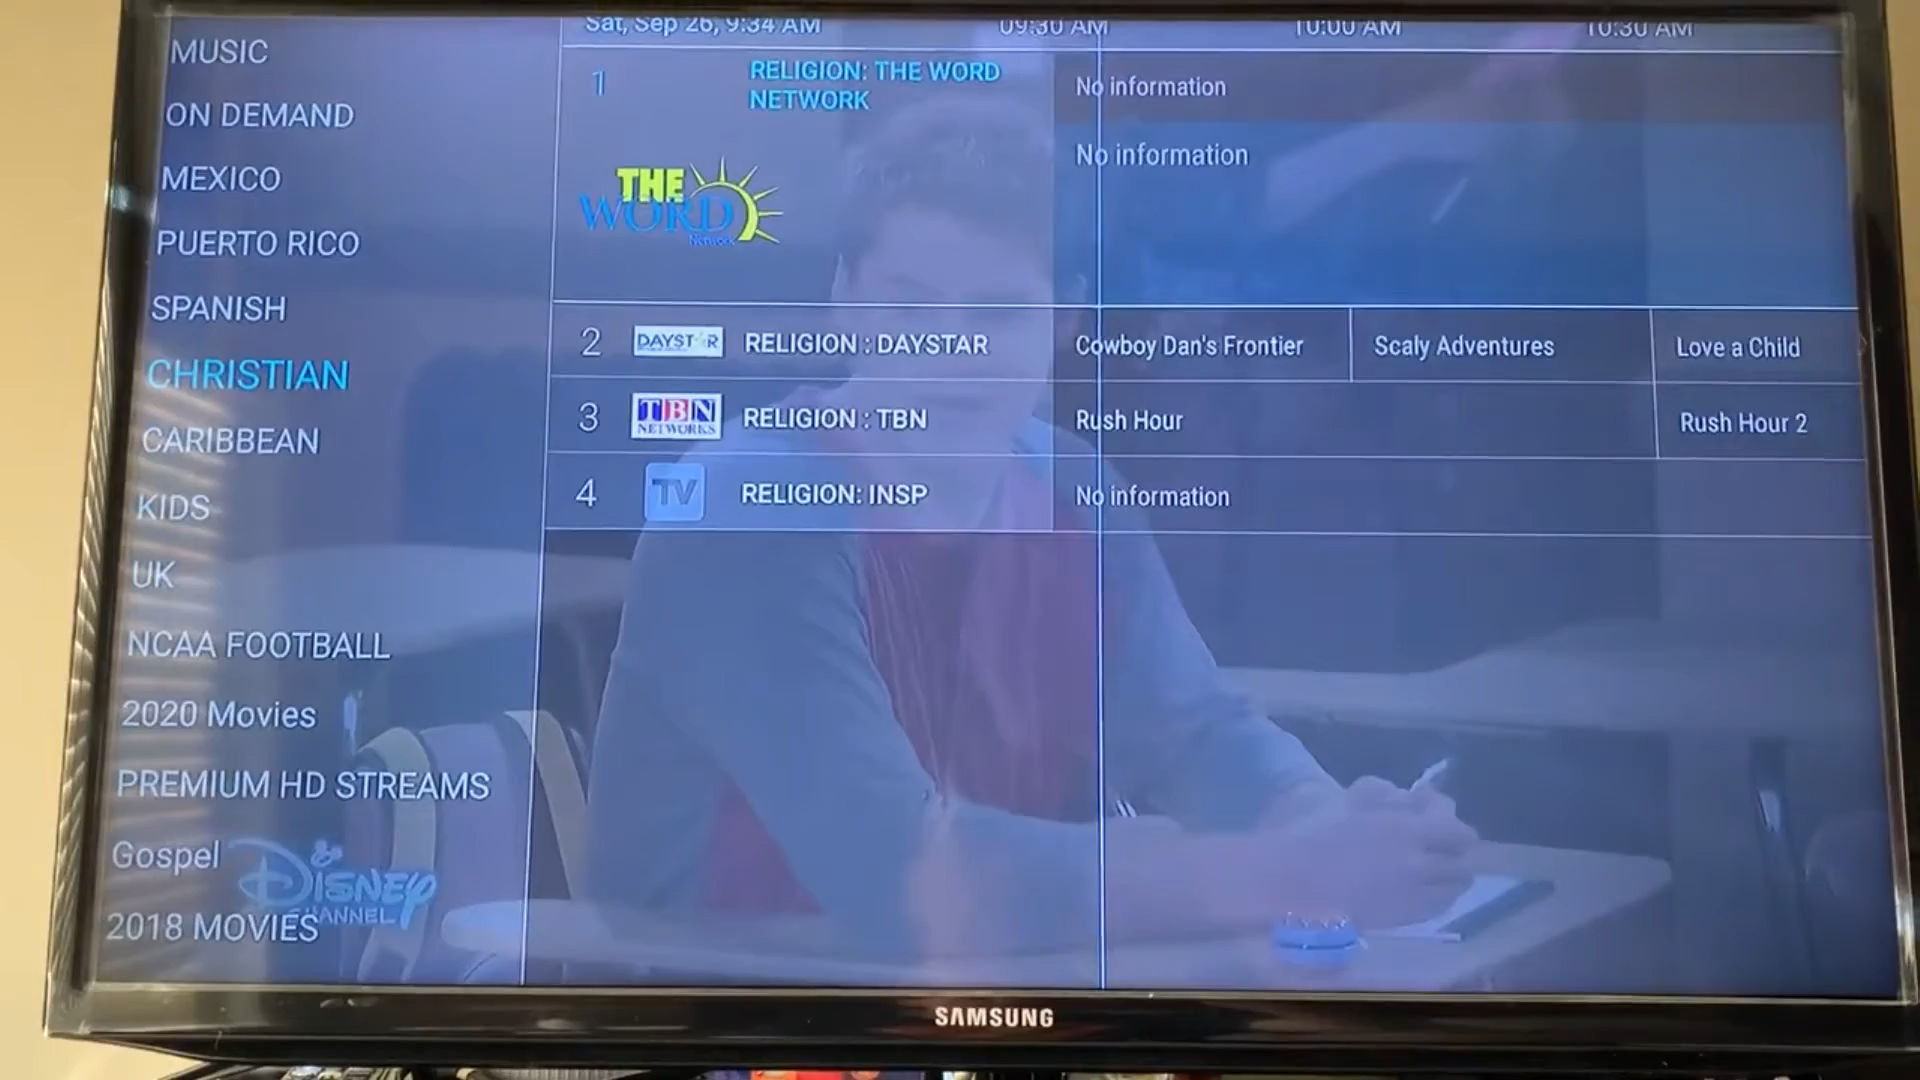 Sat, Sep 26, 9:34 AM 09:30 AM 10:00 AM 10:30 AM
MUSIC
ON DEMAND
MEXICO
PUERTO RICO
SPANISH
CHRISTIAN
CARIBBEAN
KIDS
UK
NCAA FOOTBALL
2020 Movies
PREMIUM HD STREAMS
Gospel
2018 MOVIES
1 RELIGION: THE WORD
NETWORK
No information
No information
THE
WORD
Network
2 DAYSTAR RELIGION : DAYSTAR Cowboy Dan's Frontier Scaly Adventures Love a Child
3 TBN
NETWORKS
RELIGION : TBN Rush Hour Rush Hour 2
4 TV RELIGION: INSP No information
DISNEY
CHANNEL
SAMSUNG